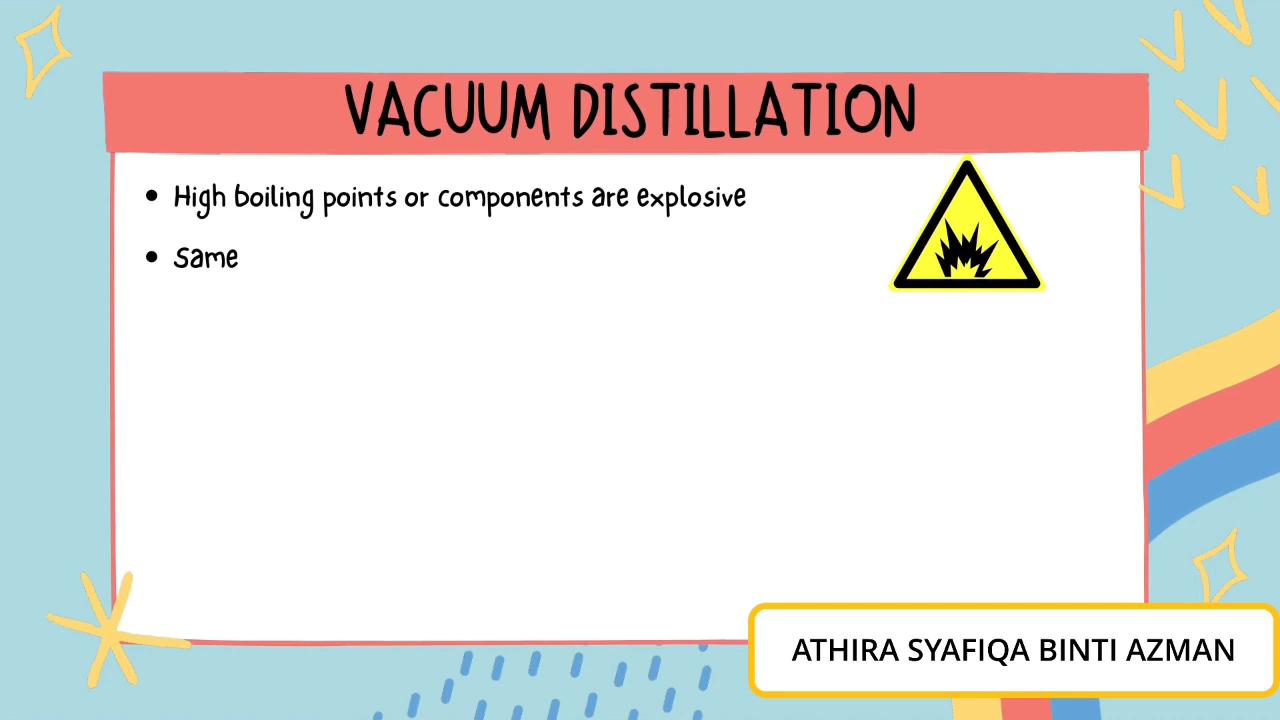 VACUUM DISTILLATION
• High boiling points or components are explosive
• Same
ATHIRA SYAFIQA BINTI AZMAN